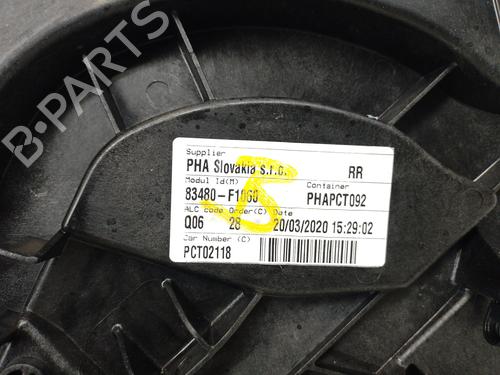 B-PARTS
Supplier
PHA Slovakia s.r.o. RR
Modul Id(M) Container
83480-F1060 PHAPCT092
ALC code Order(C) Date
Q06 28 20/03/2020 15:29:02
Car Number (C)
PCT02118